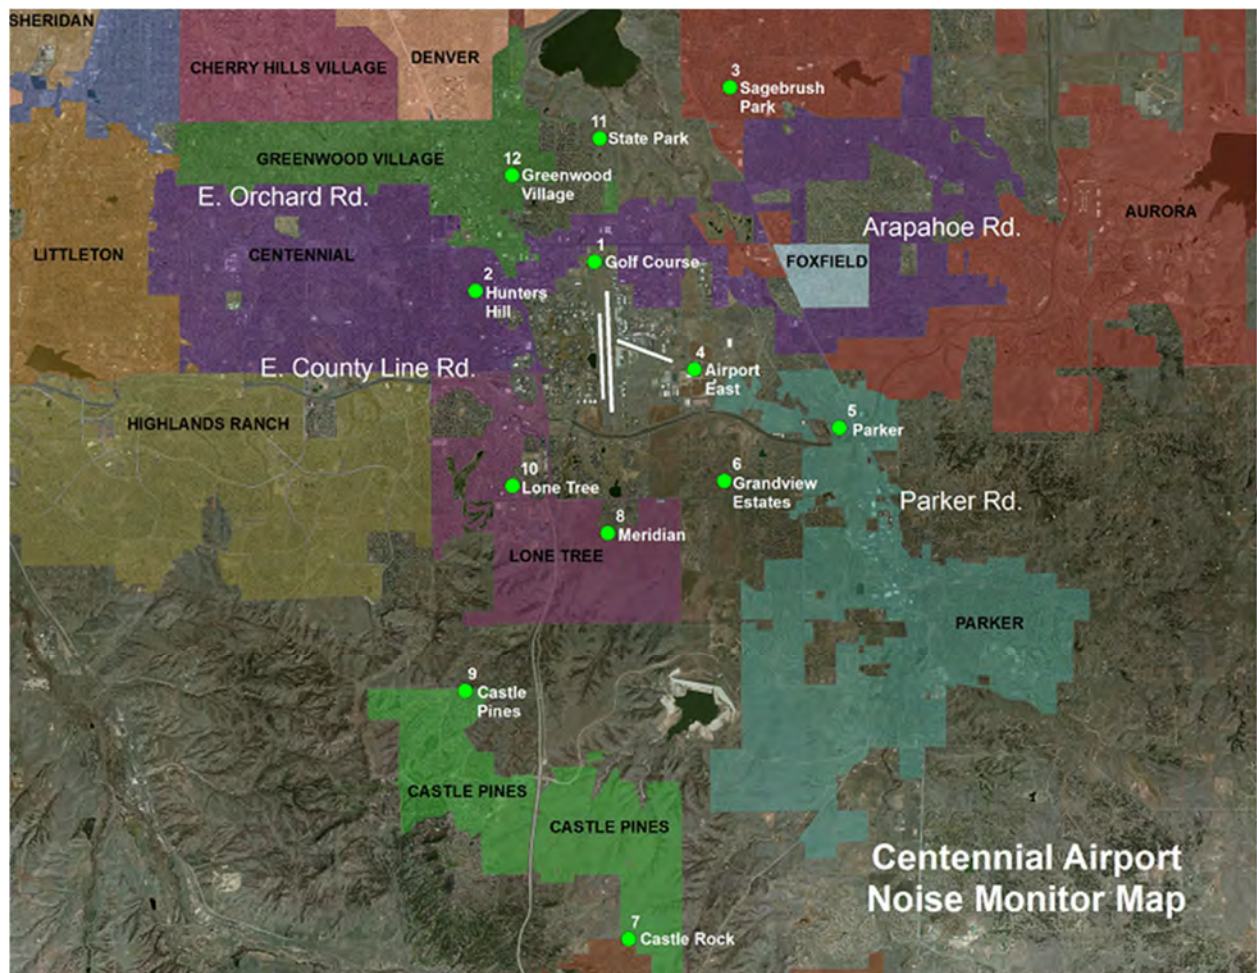 SHERIDAN
CHERRY HILLS VILLAGE
DENVER
3
Sagebrush
Park
11
State Park
GREENWOOD VILLAGE
12
Greenwood
Village
E. Orchard Rd.
AURORA
Arapahoe Rd.
LITTLETON
CENTENNIAL
1
Golf Course
FOXFIELD
2
Hunters
Hill
E. County Line Rd.
4
Airport
East
HIGHLANDS RANCH
5
Parker
10
Lone Tree
6
Grandview
Estates
Parker Rd.
8
Meridian
LONE TREE
PARKER
9
Castle
Pines
CASTLE PINES
CASTLE PINES
Centennial Airport
Noise Monitor Map
7
Castle Rock